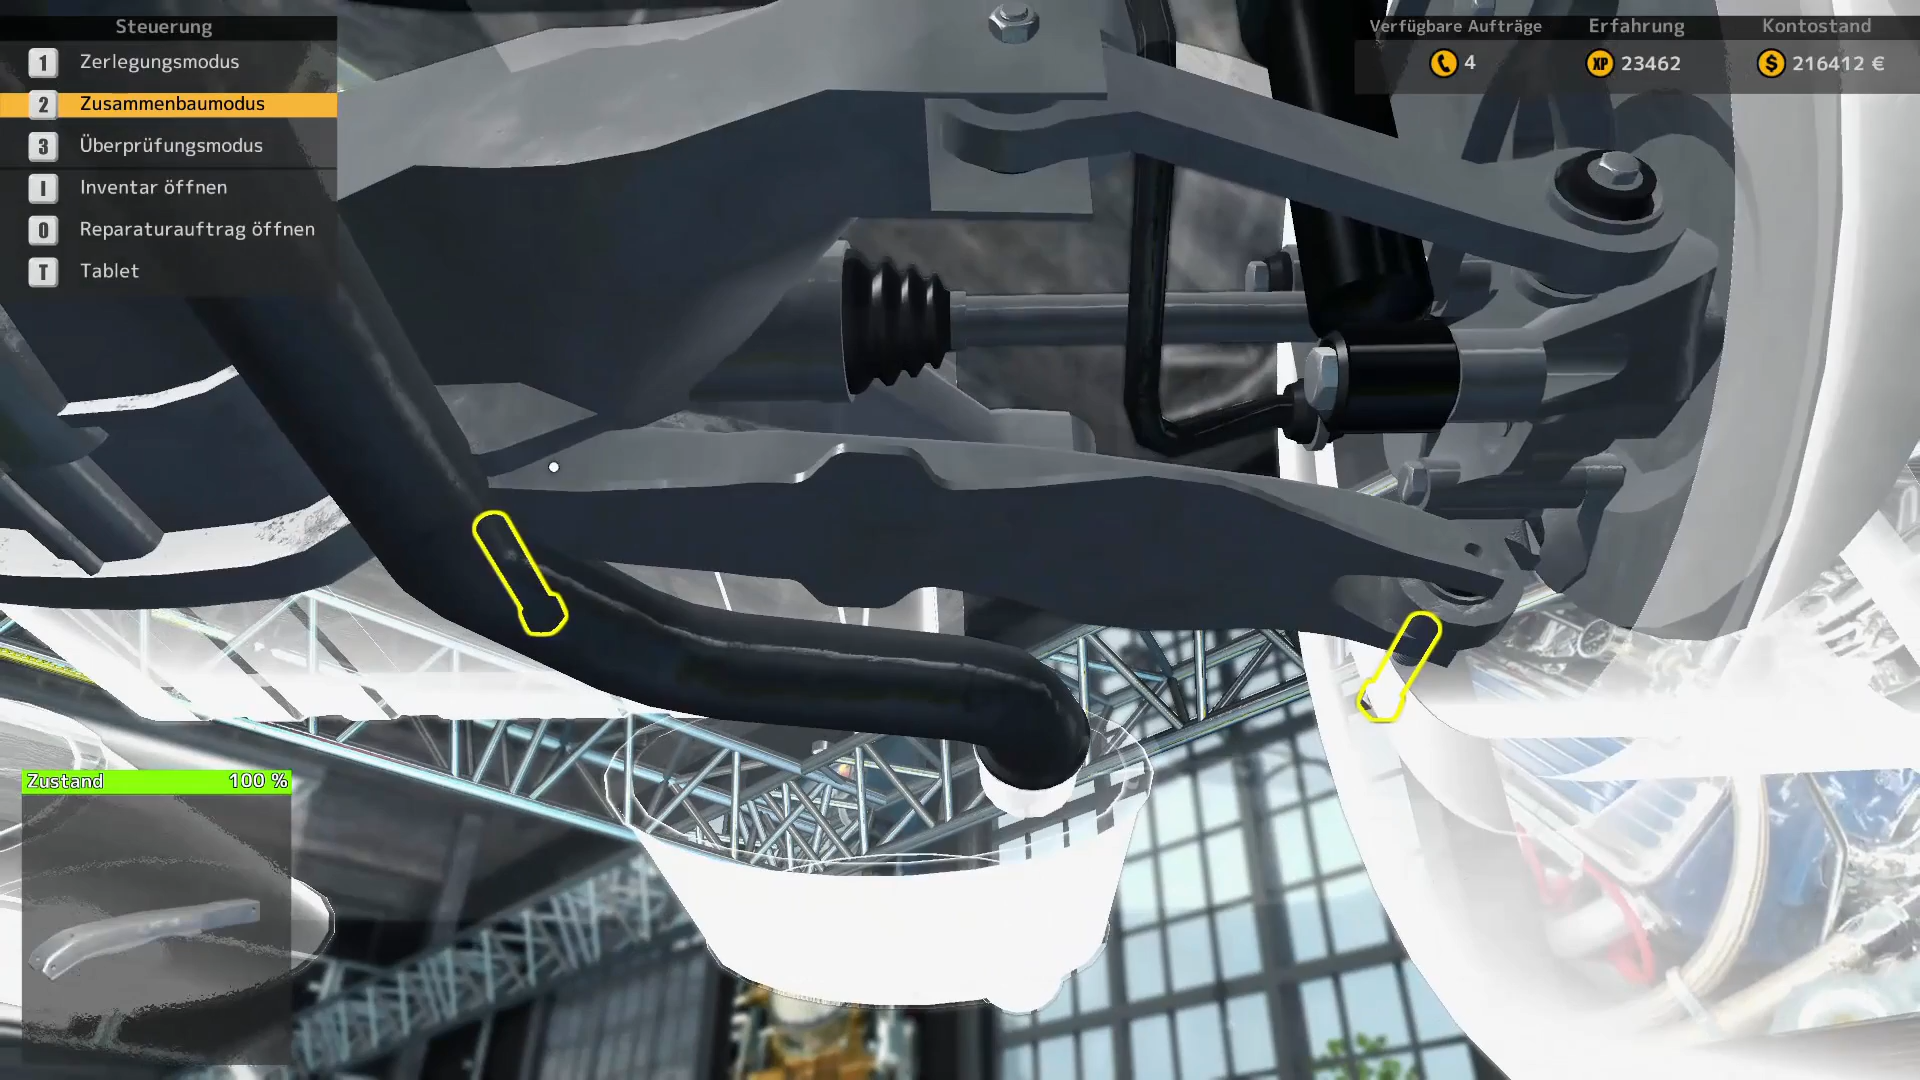 Steuerung
1 Zerlegungsmodus
2 Zusammenbaumodus
3 Überprüfungsmodus
I Inventar öffnen
O Reparaturauftrag öffnen
T Tablet
Verfügbare Aufträge
4
Erfahrung
XP 23462
Kontostand
$ 216412 €
Zustand 100 %